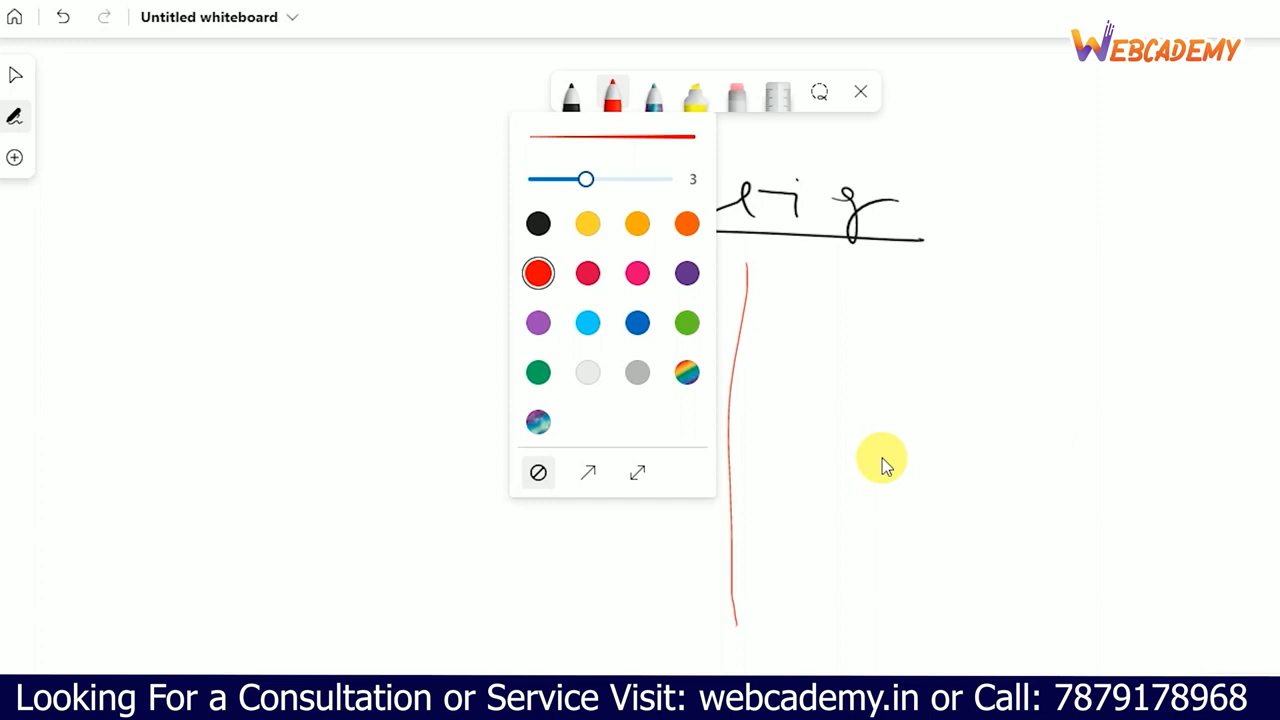 Untitled whiteboard
WEBCADEMY
3
Looking For a Consultation or Service Visit: webcademy.in or Call: 7879178968